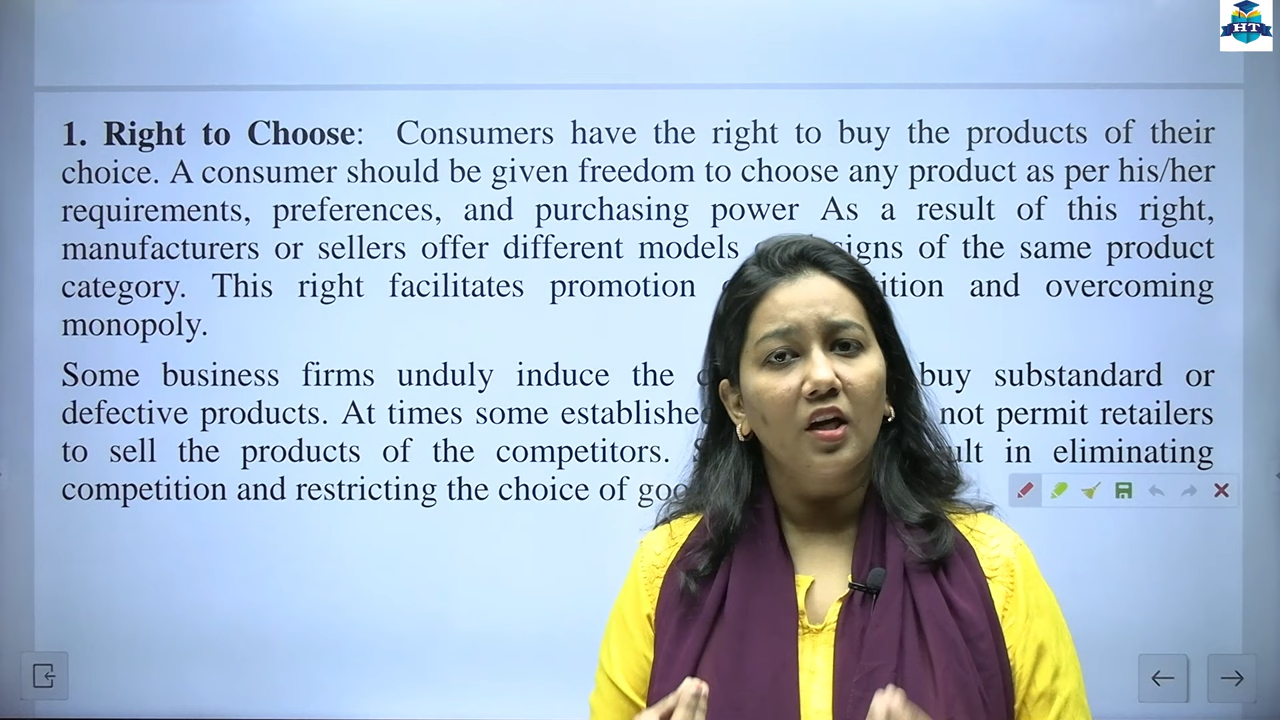 HT
1. Right to Choose: Consumers have the right to buy the products of their
choice. A consumer should be given freedom to choose any product as per his/her
requirements, preferences, and purchasing power As a result of this right,
manufacturers or sellers offer different models signs of the same product
category. This right facilitates promotion ition and overcoming
monopoly.
Some business firms unduly induce the buy substandard or
defective products. At times some established not permit retailers
to sell the products of the competitors. ult in eliminating
competition and restricting the choice of